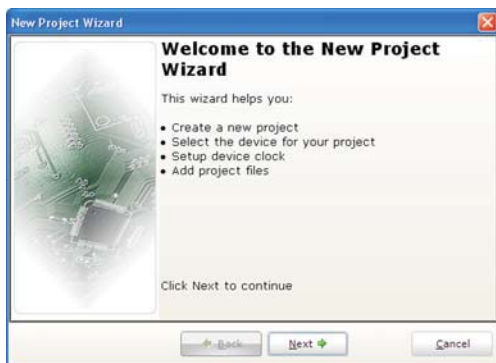 New Project Wizard
Welcome to the New Project
Wizard
This wizard helps you:
• Create a new project
• Select the device for your project
• Setup device clock
• Add project files
Click Next to continue
Back
Next
Cancel